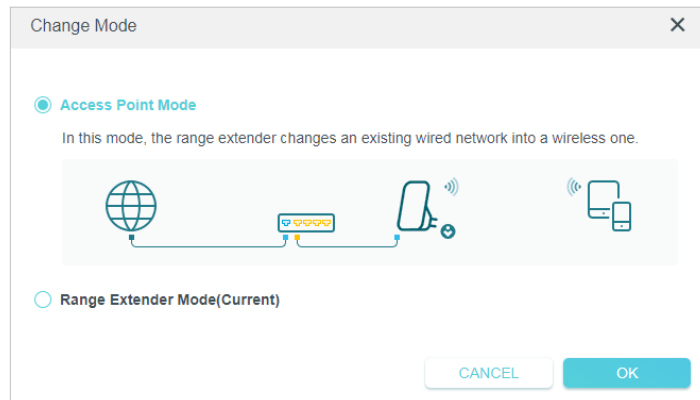 Change Mode
Access Point Mode
In this mode, the range extender changes an existing wired network into a wireless one.
Range Extender Mode(Current)
CANCEL
OK